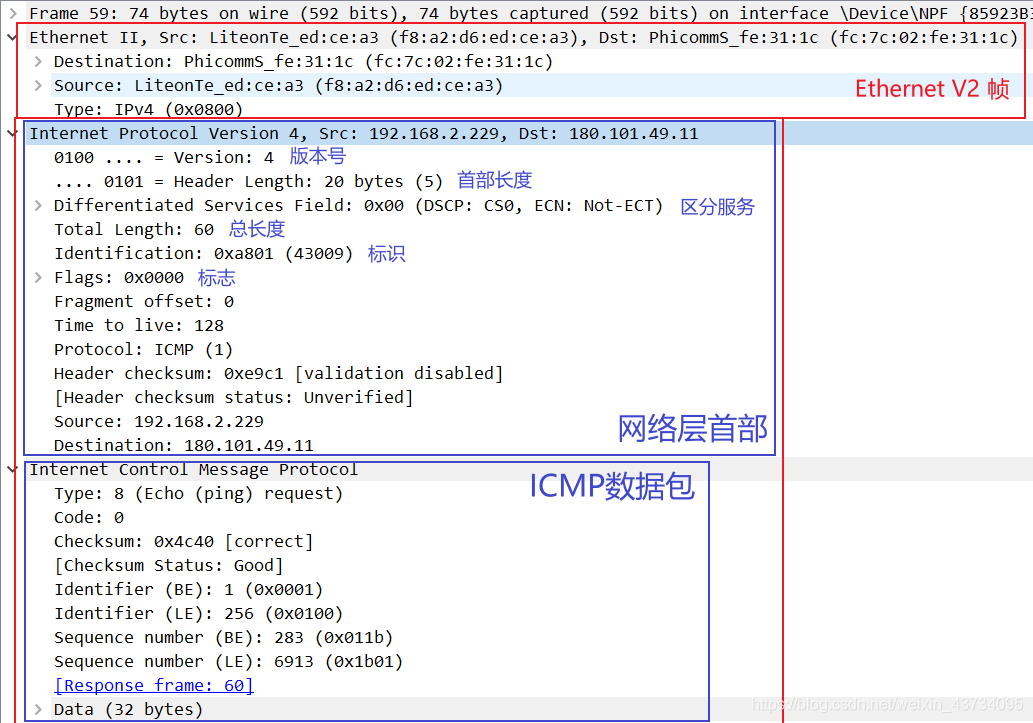 Frame 59: 74 bytes on wire (592 bits), 74 bytes captured (592 bits) on interface \Device\NPF_{85923B3
Ethernet II, Src: LiteonTe_ed:ce:a3 (f8:a2:d6:ed:ce:a3), Dst: PhicommS_fe:31:1c (fc:7c:02:fe:31:1c)
Destination: PhicommS_fe:31:1c (fc:7c:02:fe:31:1c)
Source: LiteonTe_ed:ce:a3 (f8:a2:d6:ed:ce:a3)
Ethernet V2 帧
Type: IPv4 (0x0800)
Internet Protocol Version 4, Src: 192.168.2.229, Dst: 180.101.49.11
0100 .... = Version: 4 版本号
.... 0101 = Header Length: 20 bytes (5) 首部长度
Differentiated Services Field: 0x00 (DSCP: CS0, ECN: Not-ECT) 区分服务
Total Length: 60 总长度
Identification: 0xa801 (43009) 标识
Flags: 0x0000 标志
Fragment offset: 0
Time to live: 128
Protocol: ICMP (1)
Header checksum: 0xe9c1 [validation disabled]
[Header checksum status: Unverified]
Source: 192.168.2.229
网络层首部
Destination: 180.101.49.11
Internet Control Message Protocol
ICMP数据包
Type: 8 (Echo (ping) request)
Code: 0
Checksum: 0x4c40 [correct]
[Checksum Status: Good]
Identifier (BE): 1 (0x0001)
Identifier (LE): 256 (0x0100)
Sequence number (BE): 283 (0x011b)
Sequence number (LE): 6913 (0x1b01)
[Response frame: 60]
Data (32 bytes)
https://blog.csdn.net/weixin_43734095